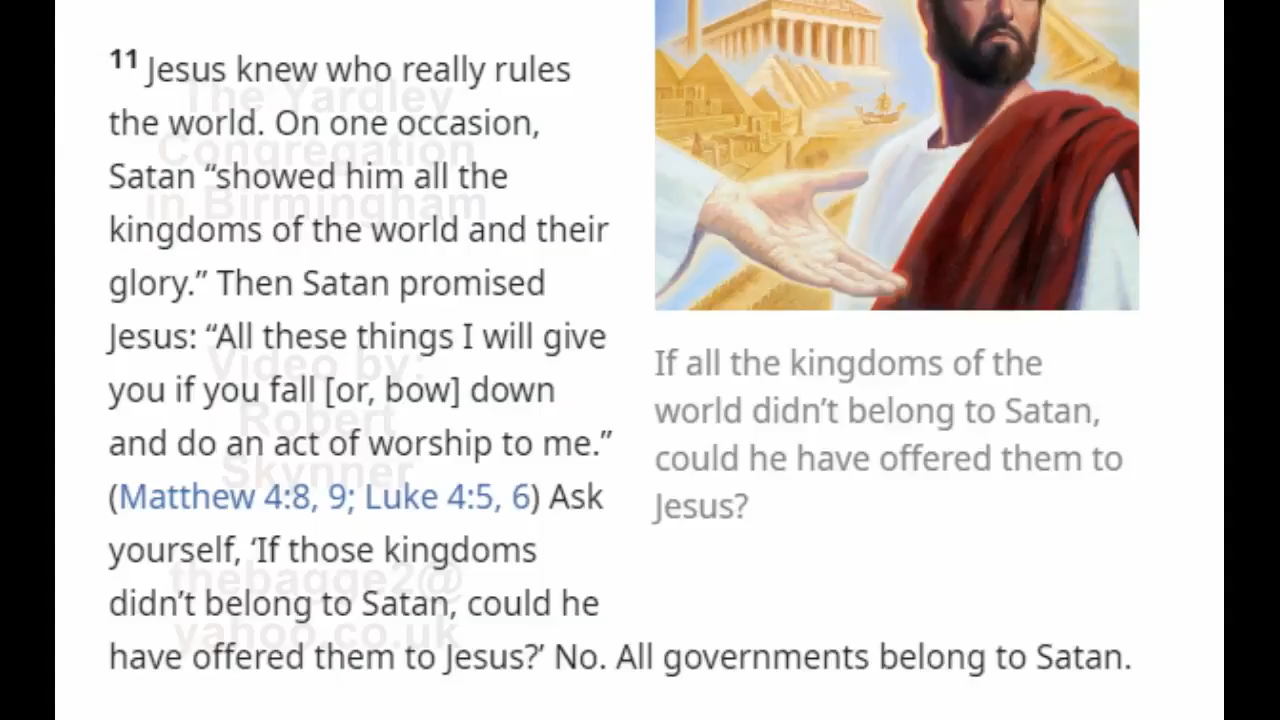 11 Jesus knew who really rules
the world. On one occasion,
Satan “showed him all the
kingdoms of the world and their
glory.” Then Satan promised
Jesus: “All these things I will give
you if you fall [or, bow] down
and do an act of worship to me.”
(Matthew 4:8, 9; Luke 4:5, 6) Ask
yourself, ‘If those kingdoms
didn’t belong to Satan, could he
have offered them to Jesus?’ No. All governments belong to Satan.
If all the kingdoms of the
world didn’t belong to Satan,
could he have offered them to
Jesus?
The Yardley
Congregation
in Birmingham
Video by:
Robert
Skynner
thebagge2@
yahoo.co.uk